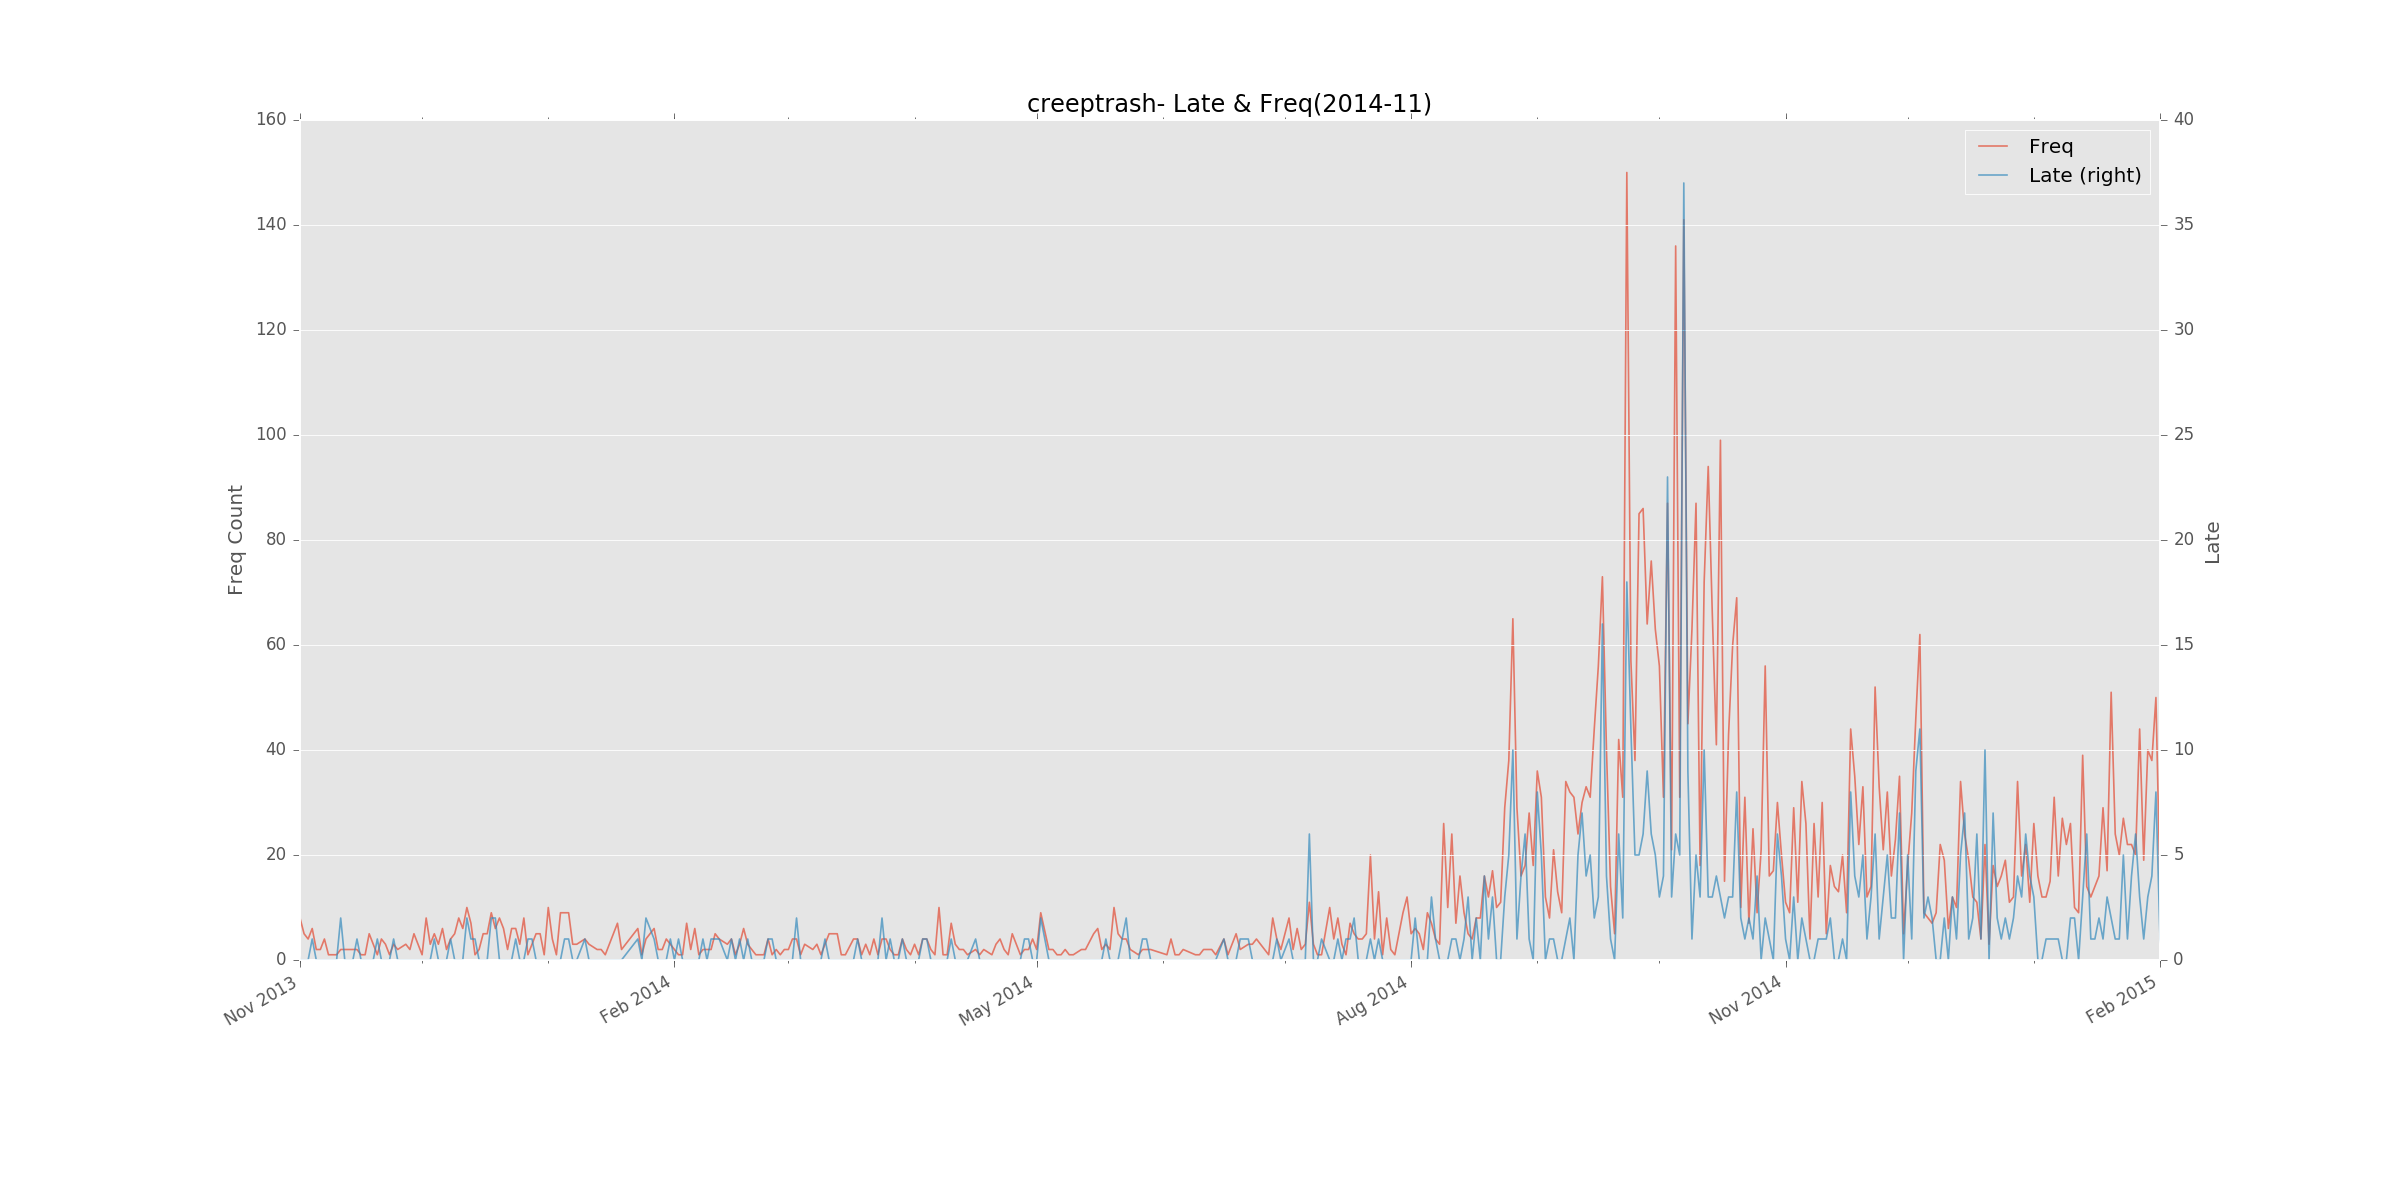 creeptrash- Late & Freq(2014-11)
160
140
120
100
80
60
40
20
0
Freq Count
40
35
30
25
20
15
10
5
0
Late
Freq
Late (right)
Nov 2013
Feb 2014
May 2014
Aug 2014
Nov 2014
Feb 2015